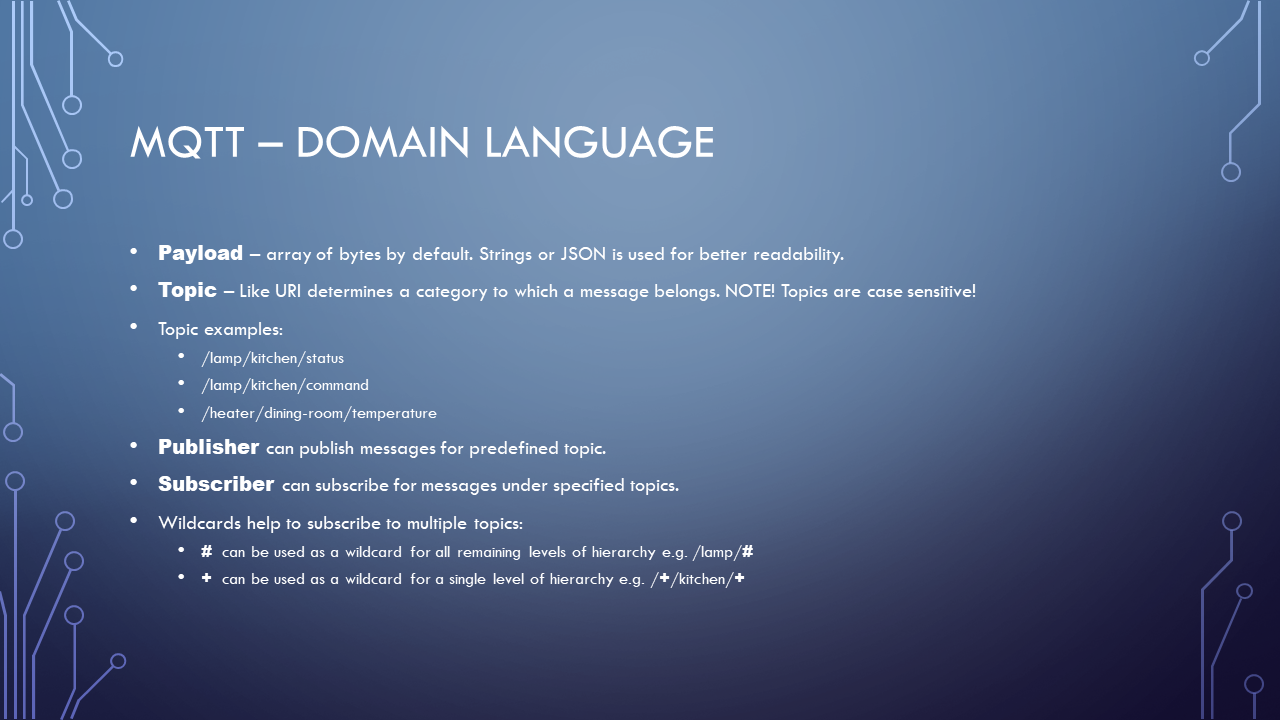 MQTT – DOMAIN LANGUAGE
• Payload – array of bytes by default. Strings or JSON is used for better readability.
• Topic – Like URI determines a category to which a message belongs. NOTE! Topics are case sensitive!
• Topic examples:
• /lamp/kitchen/status
• /lamp/kitchen/command
• /heater/dining-room/temperature
• Publisher can publish messages for predefined topic.
• Subscriber can subscribe for messages under specified topics.
• Wildcards help to subscribe to multiple topics:
• # can be used as a wildcard for all remaining levels of hierarchy e.g. /lamp/#
• + can be used as a wildcard for a single level of hierarchy e.g. /+/kitchen/+